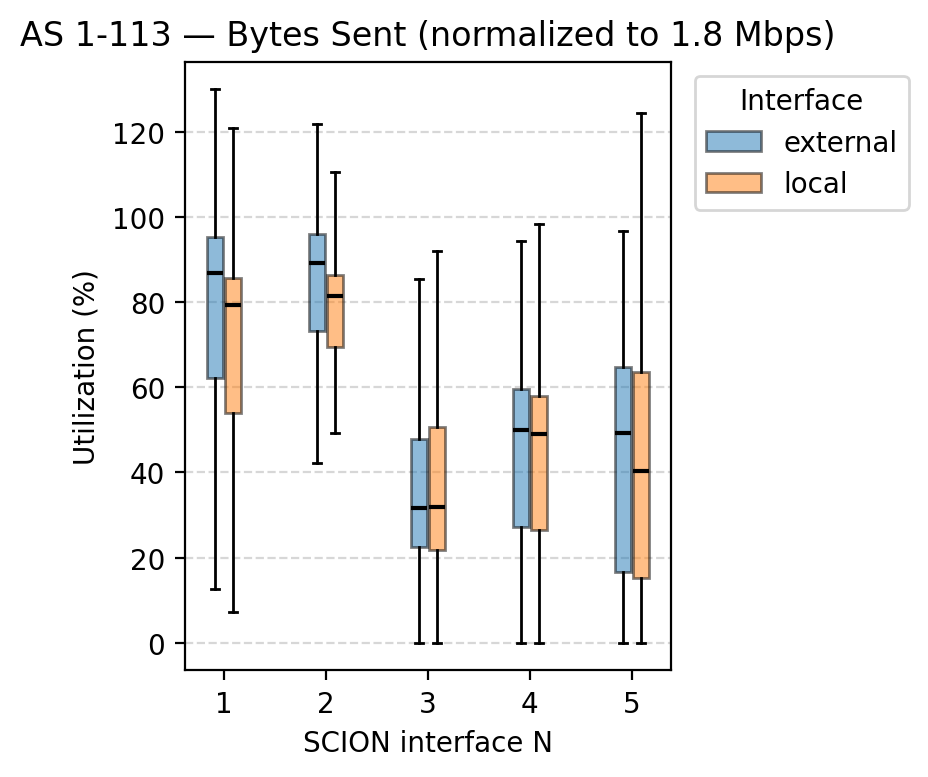 AS 1-113 — Bytes Sent (normalized to 1.8 Mbps)
Interface
external
local
Utilization (%)
120
100
80
60
40
20
0
1 2 3 4 5
SCION interface N